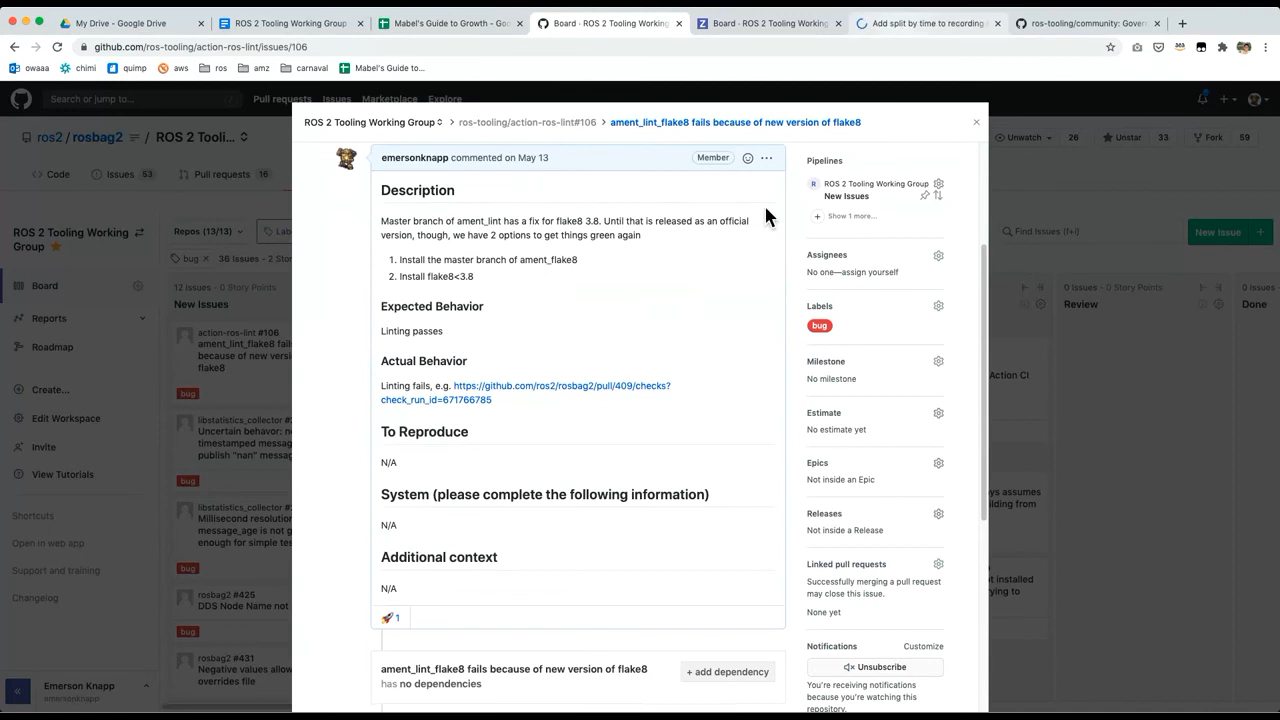 My Drive - Google Drive
ROS 2 Tooling Working Group
Mabel's Guide to Growth - Goo
Board - ROS 2 Tooling Working
Board - ROS 2 Tooling Working
Add split by time to recording
ros-tooling/community: Gover
github.com/ros-tooling/action-ros-lint/issues/106
owaaa
chimi
quimp
aws
ros
amz
carnaval
Mabel's Guide to...
Search or jump to...
Pull requests
Issues
Marketplace
Explore
ros2 / rosbag2
ROS 2 Tooli...
Unwatch
26
Unstar
33
Fork
59
Code
Issues 53
Pull requests 16
ROS 2 Tooling Working
Group
Board
Reports
Roadmap
Create...
Edit Workspace
Invite
View Tutorials
Shortcuts
Open in web app
Support and training
Changelog
Emerson Knapp
emersonknapp
Repos (13/13)
Label
bug
36 Issues - 2 Story
12 Issues - 0 Story Points
New Issues
action-ros-lint #106
ament_lint_flake8 fails
because of new versi
flake8
bug
libstatistics_collector #
Uncertain behavior: n
timestamped messag
publish "nan" messag
bug
libstatistics_collector #
Millisecond resolution
message_age is not g
enough for simple tes
bug
rosbag2 #425
DDS Node Name not
bug
rosbag2 #431
Negative values allow
overrides file
ROS 2 Tooling Working Group
ros-tooling/action-ros-lint#106
ament_lint_flake8 fails because of new version of flake8
emersonknapp commented on May 13
Member
Description
Master branch of ament_lint has a fix for flake8 3.8. Until that is released as an official
version, though, we have 2 options to get things green again
1. Install the master branch of ament_flake8
2. Install flake8<3.8
Expected Behavior
Linting passes
Actual Behavior
Linting fails, e.g. https://github.com/ros2/rosbag2/pull/409/checks?
check_run_id=671766785
To Reproduce
N/A
System (please complete the following information)
N/A
Additional context
N/A
🚀 1
ament_lint_flake8 fails because of new version of flake8
has no dependencies
+ add dependency
Pipelines
R ROS 2 Tooling Working Group
New Issues
+ Show 1 more...
Assignees
No one—assign yourself
Labels
bug
Milestone
No milestone
Estimate
No estimate yet
Epics
Not inside an Epic
Releases
Not inside a Release
Linked pull requests
Successfully merging a pull request
may close this issue.
None yet
Notifications
Customize
Unsubscribe
You're receiving notifications
because you're watching this
repository.
Find Issues (f+i)
New Issue
0 Issues - 0 Story Points
Review
0 Issues - 0 Story
Done
Action CI
ys assumes
ilding from
ot installed
rying to